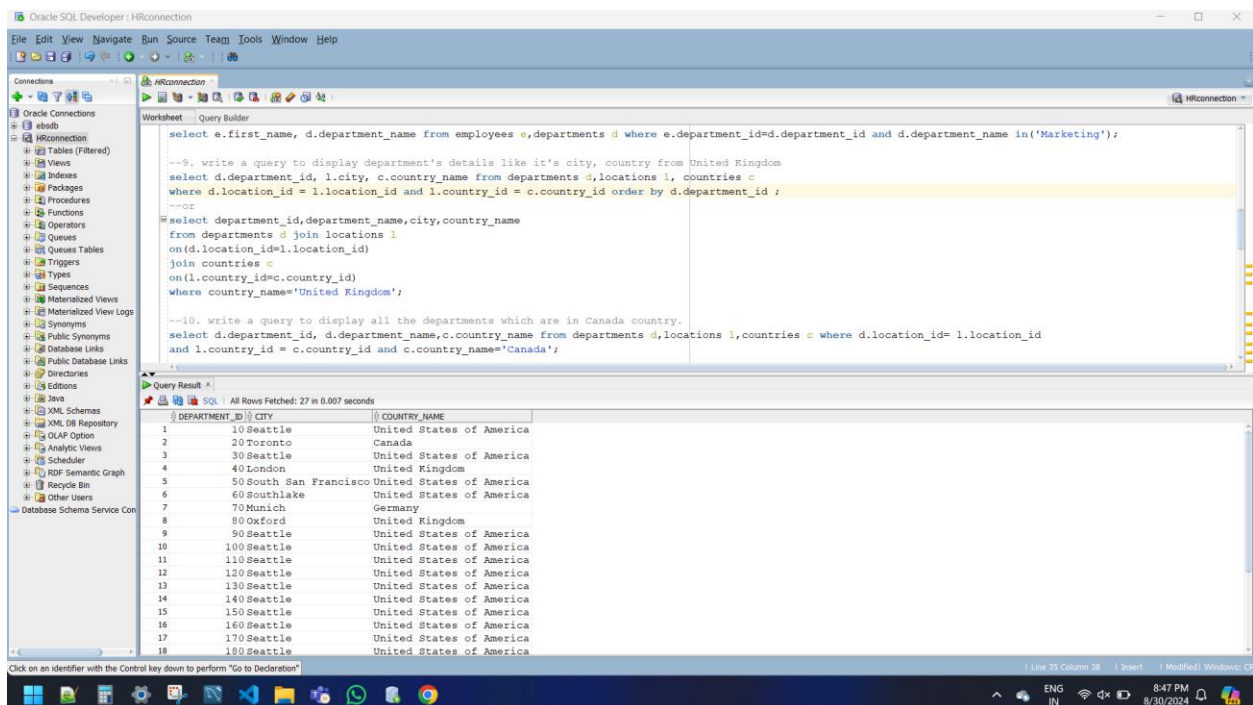 Oracle SQL Developer : HRconnection
File Edit View Navigate Run Source Team Tools Window Help
Connections
HRconnection
HRconnection
Oracle Connections
ebsdb
HRconnection
Tables (Filtered)
Views
Indexes
Packages
Procedures
Functions
Operators
Queues
Queues Tables
Triggers
Types
Sequences
Materialized Views
Materialized View Logs
Synonyms
Public Synonyms
Database Links
Public Database Links
Directories
Editions
Java
XML Schemas
XML DB Repository
OLAP Option
Analytic Views
Scheduler
RDF Semantic Graph
Recycle Bin
Other Users
Database Schema Service Con
Worksheet Query Builder
select e.first_name, d.department_name from employees e,departments d where e.department_id=d.department_id and d.department_name in('Marketing');
--9. write a query to display department's details like it's city, country from United Kingdom
select d.department_id, l.city, c.country_name from departments d,locations l, countries c
where d.location_id = l.location_id and l.country_id = c.country_id order by d.department_id ;
--or
select department_id,department_name,city,country_name
from departments d join locations l
on(d.location_id=l.location_id)
join countries c
on(l.country_id=c.country_id)
where country_name='United Kingdom';
--10. write a query to display all the departments which are in Canada country.
select d.department_id, d.department_name,c.country_name from departments d,locations l,countries c where d.location_id= l.location_id
and l.country_id = c.country_id and c.country_name='Canada';
Query Result
SQL | All Rows Fetched: 27 in 0.007 seconds
DEPARTMENT_ID CITY COUNTRY_NAME
1 10 Seattle United States of America
2 20 Toronto Canada
3 30 Seattle United States of America
4 40 London United Kingdom
5 50 South San Francisco United States of America
6 60 Southlake United States of America
7 70 Munich Germany
8 80 Oxford United Kingdom
9 90 Seattle United States of America
10 100 Seattle United States of America
11 110 Seattle United States of America
12 120 Seattle United States of America
13 130 Seattle United States of America
14 140 Seattle United States of America
15 150 Seattle United States of America
16 160 Seattle United States of America
17 170 Seattle United States of America
18 180 Seattle United States of America
Click on an identifier with the Control key down to perform "Go to Declaration"
Line 35 Column 38 | Insert | Modified| Windows: CR
ENG
IN
8:47 PM
8/30/2024